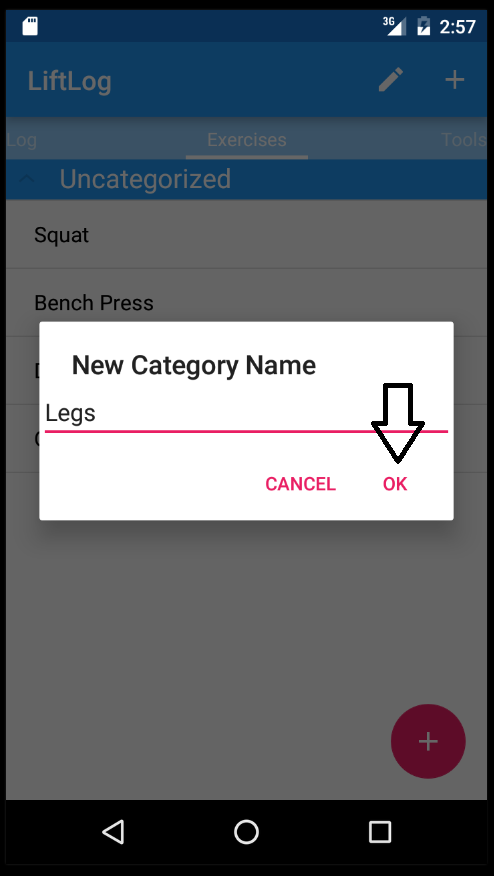 3G 2:57
LiftLog
Log Exercises Tools
Uncategorized
Squat
Bench Press
New Category Name
Legs
CANCEL OK